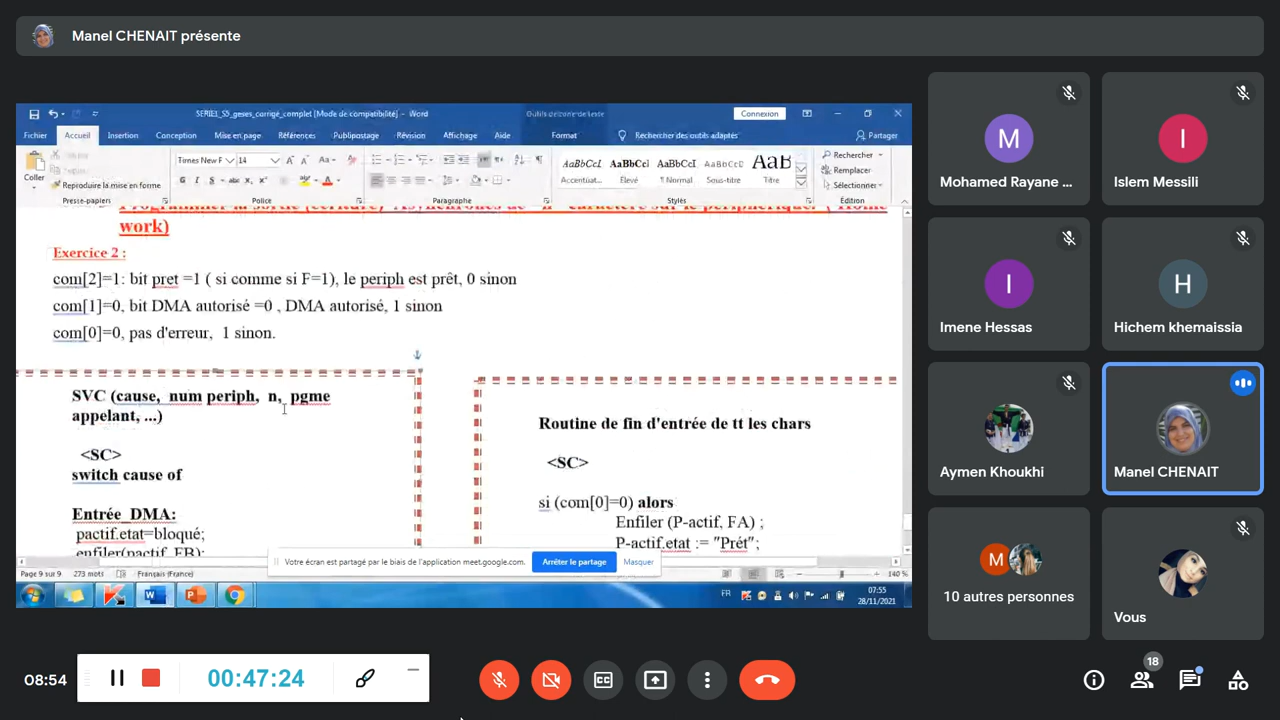 Manel CHENAIT présente
SERIE3_S5_geses_corrigé_complet [Mode de compatibilité] - Word
Outils de zone de texte
Connexion
Fichier
Accueil
Insertion
Conception
Mise en page
Références
Publipostage
Révision
Affichage
Aide
Format
Rechercher des outils adaptés
Partager
Coller
Reproduire la mise en forme
Presse-papiers
Times New F
14
Police
Paragraphe
AaBbCcI
AaBbCcI
AaBbCcI
AaBbCcD
AaB
Accentuat...
Élevé
¶ Normal
Sous-titre
Titre
Styles
Rechercher
Remplacer
Sélectionner
Édition
work)
Exercice 2 :
com[2]=1: bit pret =1 ( si comme si F=1), le periph est prêt, 0 sinon
com[1]=0, bit DMA autorisé =0 , DMA autorisé, 1 sinon
com[0]=0, pas d'erreur, 1 sinon.
SVC (cause, num periph, n, pgme
appelant, ...)
<SC>
switch cause of
Entrée_DMA:
pactif.etat=bloqué;
enfiler(pactif, FB);
Routine de fin d'entrée de tt les chars
<SC>
si (com[0]=0) alors
Enfiler (P-actif, FA) ;
P-actif.etat := "Prét";
Votre écran est partagé par le biais de l'application meet.google.com.
Arrêter le partage
Masquer
Page 9 sur 9
273 mots
Français (France)
140 %
FR
07:55
28/11/2021
M
Mohamed Rayane ...
I
Islem Messili
I
Imene Hessas
H
Hichem khemaissia
Aymen Khoukhi
Manel CHENAIT
M
10 autres personnes
Vous
08:54
00:47:24
18